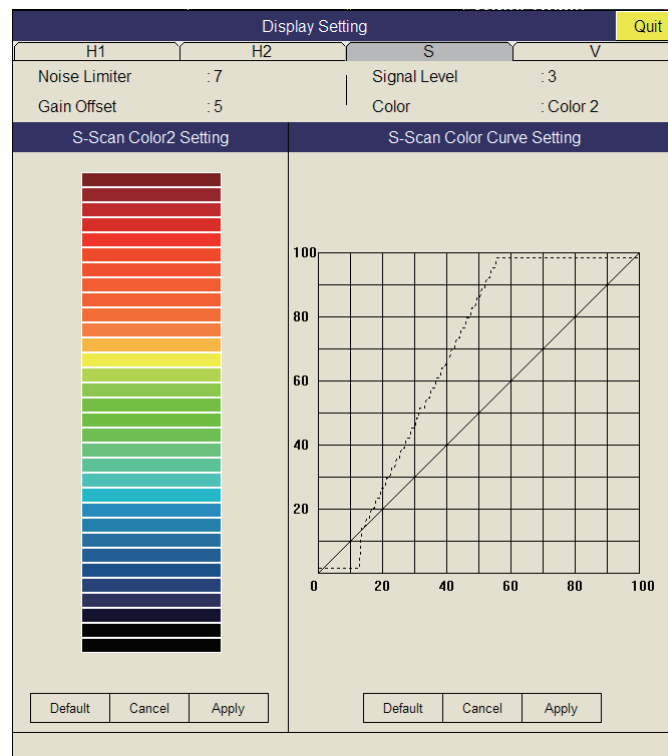 Display Setting Quit
H1 H2 S V
Noise Limiter : 7 Signal Level : 3
Gain Offset : 5 Color : Color 2
S-Scan Color2 Setting S-Scan Color Curve Setting
100
80
60
40
20
0 20 40 60 80 100
Default Cancel Apply Default Cancel Apply